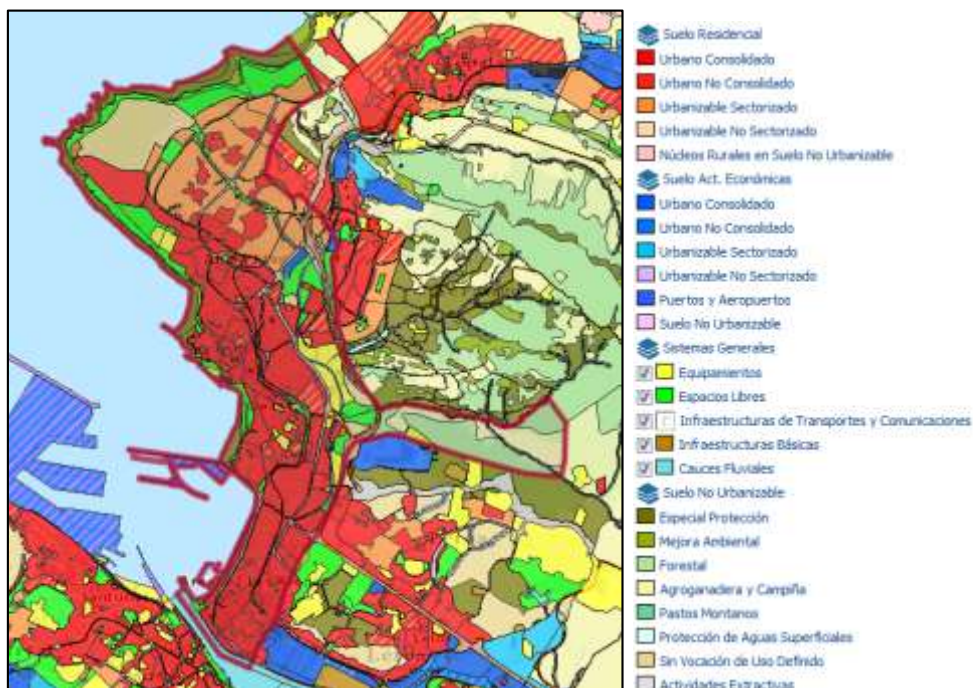 Suelo Residencial
Urbano Consolidado
Urbano No Consolidado
Urbanizable Sectorizado
Urbanizable No Sectorizado
Núcleos Rurales en Suelo No Urbanizable
Suelo Act. Económicas
Urbano Consolidado
Urbano No Consolidado
Urbanizable Sectorizado
Urbanizable No Sectorizado
Puertos y Aeropuertos
Suelo No Urbanizable
Sistemas Generales
Equipamientos
Espacios Libres
Infraestructuras de Transportes y Comunicaciones
Infraestructuras Básicas
Cauces Fluviales
Suelo No Urbanizable
Especial Protección
Mejora Ambiental
Forestal
Agroganadera y Campiña
Pastos Montanos
Protección de Aguas Superficiales
Sin Vocación de Uso Definido
Actividades Extractivas